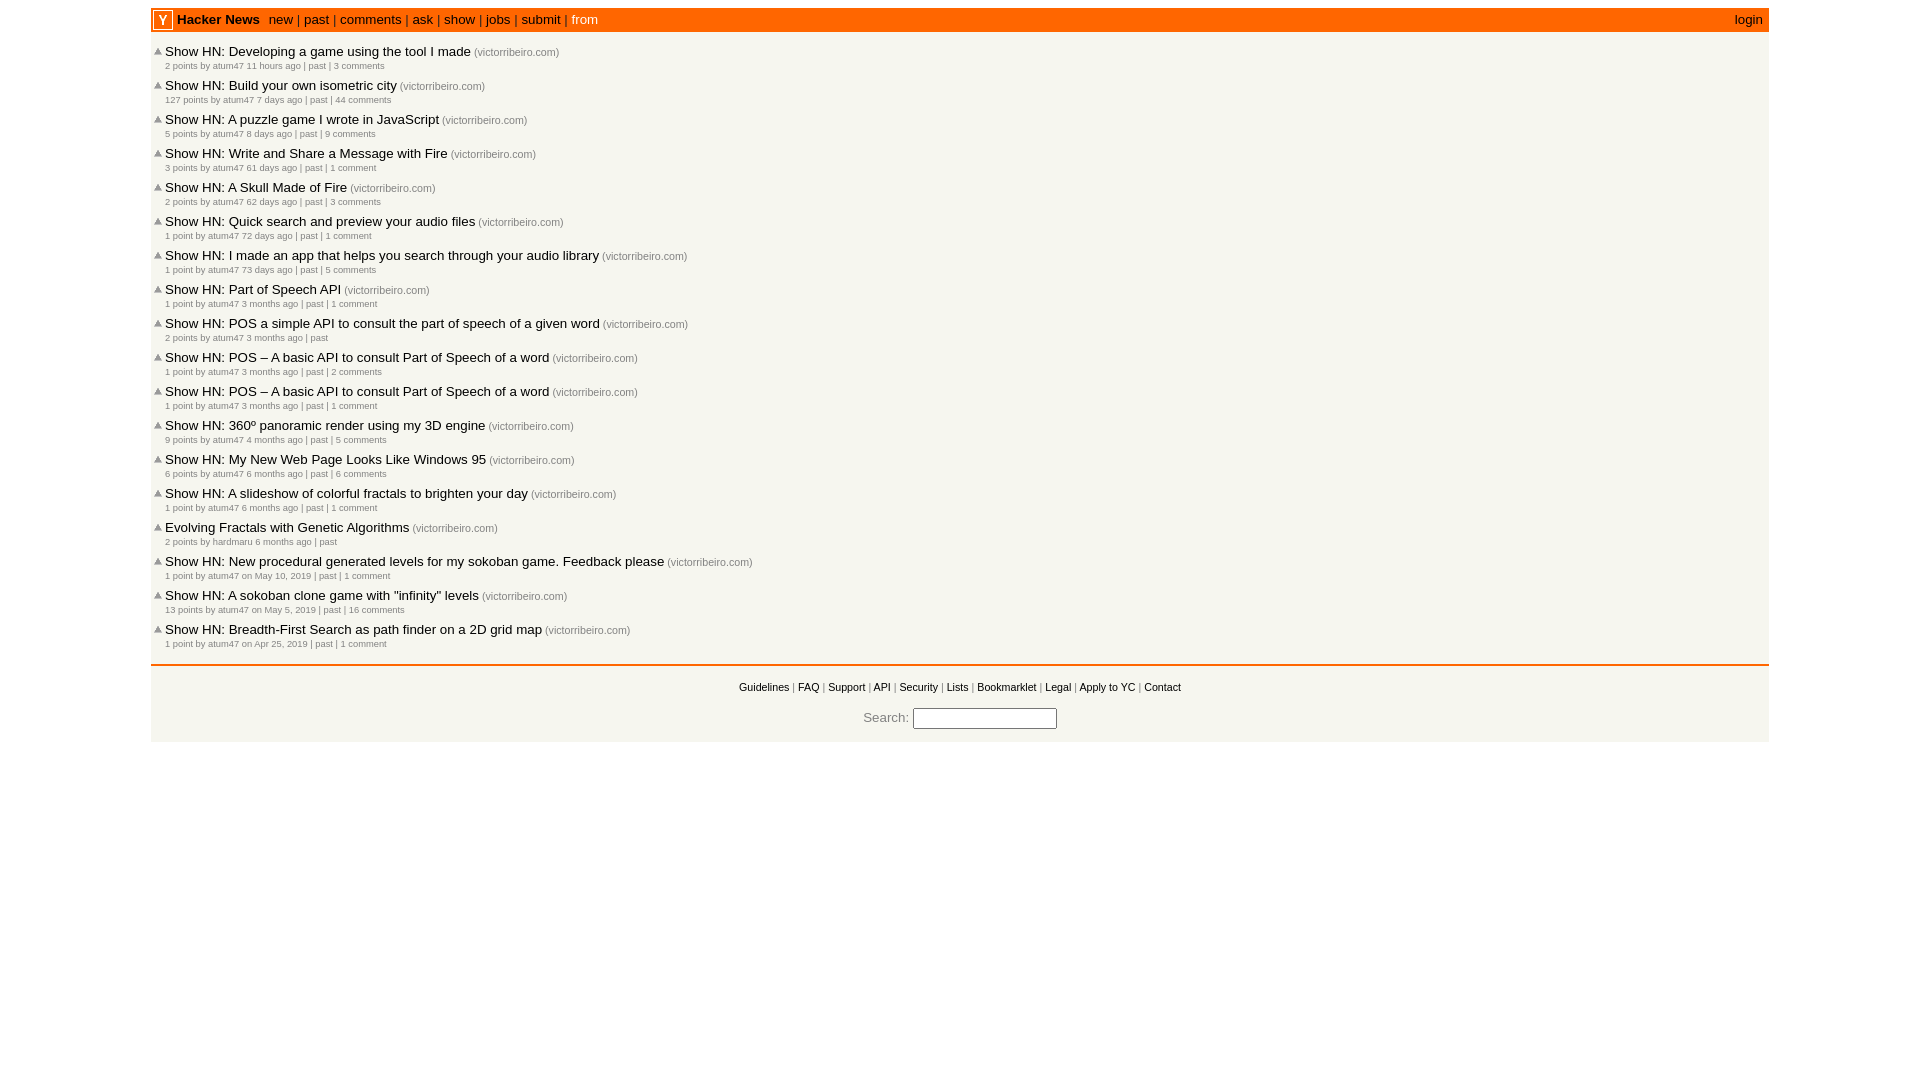 Y Hacker News new | past | comments | ask | show | jobs | submit | from login
Show HN: Developing a game using the tool I made (victorribeiro.com)
2 points by atum47 11 hours ago | past | 3 comments
Show HN: Build your own isometric city (victorribeiro.com)
127 points by atum47 7 days ago | past | 44 comments
Show HN: A puzzle game I wrote in JavaScript (victorribeiro.com)
5 points by atum47 8 days ago | past | 9 comments
Show HN: Write and Share a Message with Fire (victorribeiro.com)
3 points by atum47 61 days ago | past | 1 comment
Show HN: A Skull Made of Fire (victorribeiro.com)
2 points by atum47 62 days ago | past | 3 comments
Show HN: Quick search and preview your audio files (victorribeiro.com)
1 point by atum47 72 days ago | past | 1 comment
Show HN: I made an app that helps you search through your audio library (victorribeiro.com)
1 point by atum47 73 days ago | past | 5 comments
Show HN: Part of Speech API (victorribeiro.com)
1 point by atum47 3 months ago | past | 1 comment
Show HN: POS a simple API to consult the part of speech of a given word (victorribeiro.com)
2 points by atum47 3 months ago | past
Show HN: POS – A basic API to consult Part of Speech of a word (victorribeiro.com)
1 point by atum47 3 months ago | past | 2 comments
Show HN: POS – A basic API to consult Part of Speech of a word (victorribeiro.com)
1 point by atum47 3 months ago | past | 1 comment
Show HN: 360º panoramic render using my 3D engine (victorribeiro.com)
9 points by atum47 4 months ago | past | 5 comments
Show HN: My New Web Page Looks Like Windows 95 (victorribeiro.com)
6 points by atum47 6 months ago | past | 6 comments
Show HN: A slideshow of colorful fractals to brighten your day (victorribeiro.com)
1 point by atum47 6 months ago | past | 1 comment
Evolving Fractals with Genetic Algorithms (victorribeiro.com)
2 points by hardmaru 6 months ago | past
Show HN: New procedural generated levels for my sokoban game. Feedback please (victorribeiro.com)
1 point by atum47 on May 10, 2019 | past | 1 comment
Show HN: A sokoban clone game with "infinity" levels (victorribeiro.com)
13 points by atum47 on May 5, 2019 | past | 16 comments
Show HN: Breadth-First Search as path finder on a 2D grid map (victorribeiro.com)
1 point by atum47 on Apr 25, 2019 | past | 1 comment
Guidelines | FAQ | Support | API | Security | Lists | Bookmarklet | Legal | Apply to YC | Contact
Search: